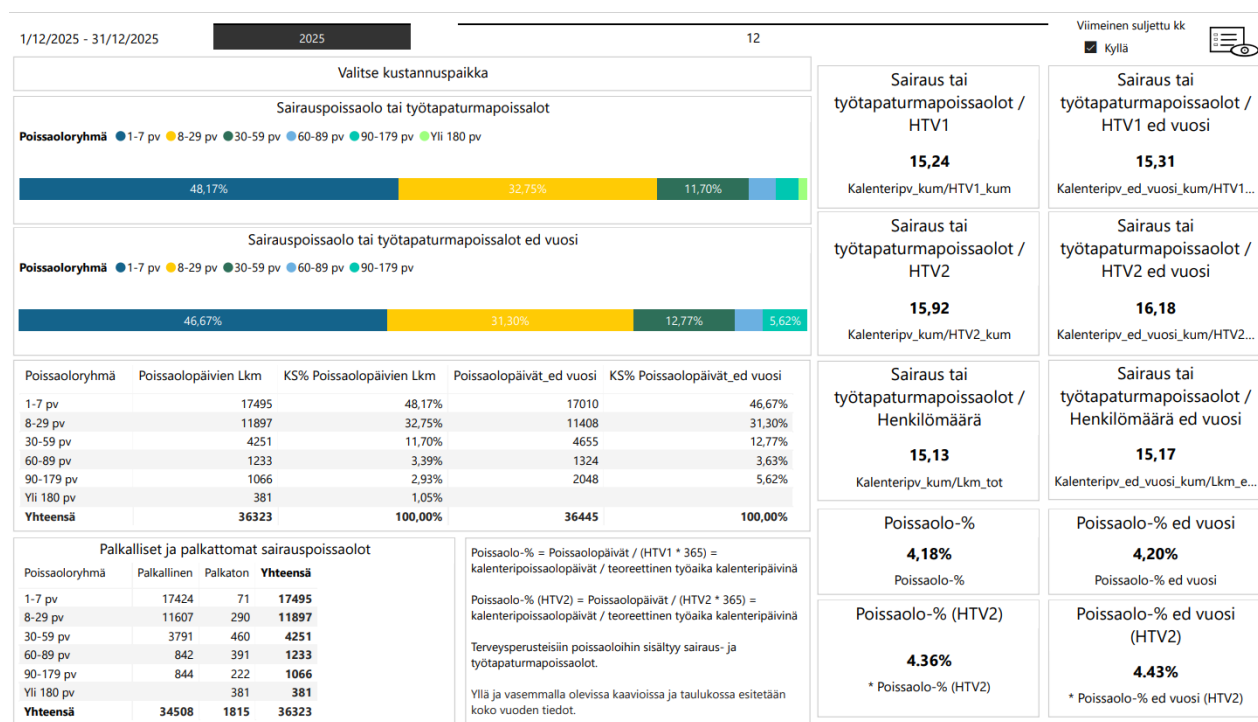 1/12/2025 - 31/12/2025
2025
12
Viimeinen suljettu kk
Kyllä
Valitse kustannuspaikka
Sairauspoissaolo tai työtapaturmapoissalot
Poissaoloryhmä 1-7 pv 8-29 pv 30-59 pv 60-89 pv 90-179 pv Yli 180 pv
48,17% 32,75% 11,70%
Sairauspoissaolo tai työtapaturmapoissalot ed vuosi
Poissaoloryhmä 1-7 pv 8-29 pv 30-59 pv 60-89 pv 90-179 pv
46,67% 31,30% 12,77% 5,62%
Poissaoloryhmä Poissaolopäivien Lkm KS% Poissaolopäivien Lkm Poissaolopäivät_ed vuosi KS% Poissaolopäivät_ed vuosi
1-7 pv 17495 48,17% 17010 46,67%
8-29 pv 11897 32,75% 11408 31,30%
30-59 pv 4251 11,70% 4655 12,77%
60-89 pv 1233 3,39% 1324 3,63%
90-179 pv 1066 2,93% 2048 5,62%
Yli 180 pv 381 1,05%
Yhteensä 36323 100,00% 36445 100,00%
Palkalliset ja palkattomat sairauspoissaolot
Poissaoloryhmä Palkallinen Palkaton Yhteensä
1-7 pv 17424 71 17495
8-29 pv 11607 290 11897
30-59 pv 3791 460 4251
60-89 pv 842 391 1233
90-179 pv 844 222 1066
Yli 180 pv 381 381
Yhteensä 34508 1815 36323
Poissaolo-% = Poissaolopäivät / (HTV1 * 365) =
kalenteripoissaolopäivät / teoreettinen työaika kalenteripäivinä
Poissaolo-% (HTV2) = Poissaolopäivät / (HTV2 * 365) =
kalenteripoissaolopäivät / teoreettinen työaika kalenteripäivinä
Terveysperusteisiin poissaoloihin sisältyy sairaus- ja
työtapaturmapoissaolot.
Yllä ja vasemmalla olevissa kaavioissa ja taulukossa esitetään
koko vuoden tiedot.
Sairaus tai
työtapaturmapoissaolot /
HTV1
15,24
Kalenteripv_kum/HTV1_kum
Sairaus tai
työtapaturmapoissaolot /
HTV1 ed vuosi
15,31
Kalenteripv_ed_vuosi_kum/HTV1...
Sairaus tai
työtapaturmapoissaolot /
HTV2
15,92
Kalenteripv_kum/HTV2_kum
Sairaus tai
työtapaturmapoissaolot /
HTV2 ed vuosi
16,18
Kalenteripv_ed_vuosi_kum/HTV2...
Sairaus tai
työtapaturmapoissaolot /
Henkilömäärä
15,13
Kalenteripv_kum/Lkm_tot
Sairaus tai
työtapaturmapoissaolot /
Henkilömäärä ed vuosi
15,17
Kalenteripv_ed_vuosi_kum/Lkm_e...
Poissaolo-%
4,18%
Poissaolo-%
Poissaolo-% ed vuosi
4,20%
Poissaolo-% ed vuosi
Poissaolo-% (HTV2)
4.36%
* Poissaolo-% (HTV2)
Poissaolo-% ed vuosi
(HTV2)
4.43%
* Poissaolo-% ed vuosi (HTV2)